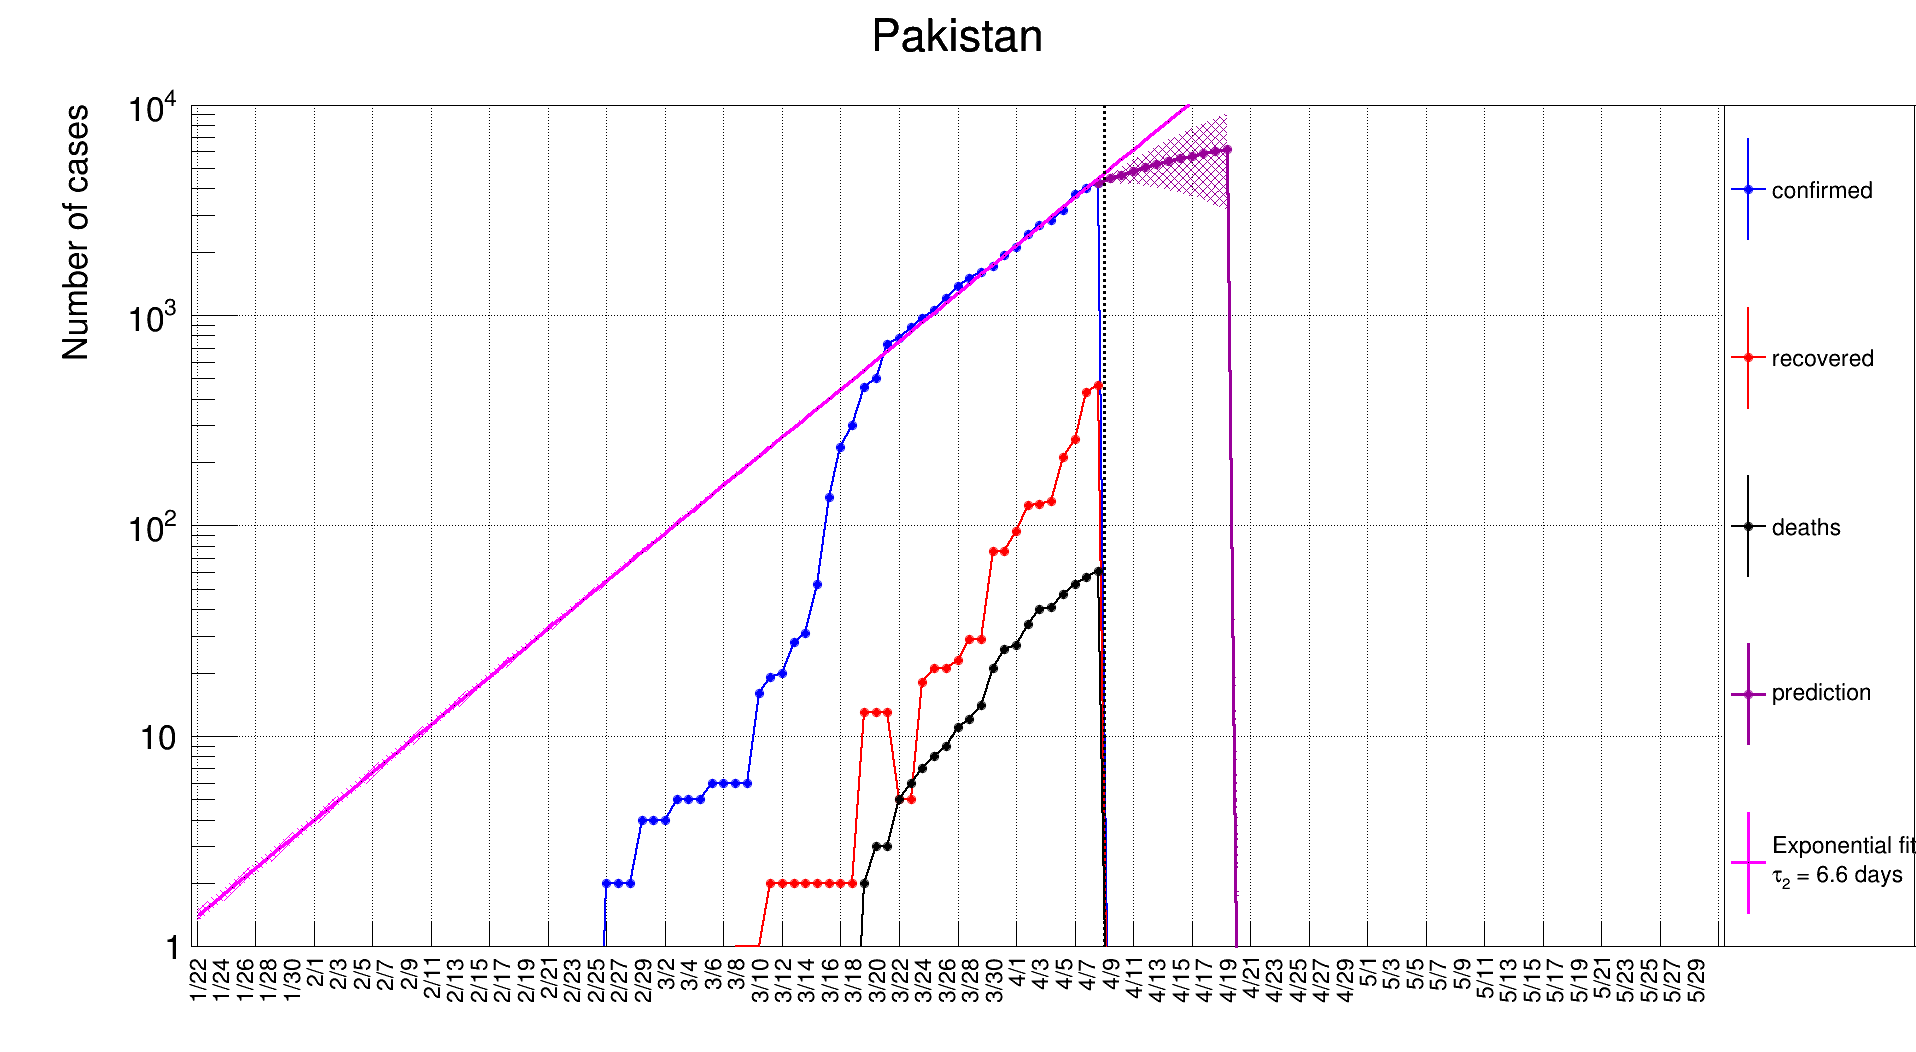 Pakistan
Number of cases
10^4
10^3
10^2
10
1
1/22 1/24 1/26 1/28 1/30 2/1 2/3 2/5 2/7 2/9 2/11 2/13 2/15 2/17 2/19 2/21 2/23 2/25 2/27 2/29 3/2 3/4 3/6 3/8 3/10 3/12 3/14 3/16 3/18 3/20 3/22 3/24 3/26 3/28 3/30 4/1 4/3 4/5 4/7 4/9 4/11 4/13 4/15 4/17 4/19 4/21 4/23 4/25 4/27 4/29 5/1 5/3 5/5 5/7 5/9 5/11 5/13 5/15 5/17 5/19 5/21 5/23 5/25 5/27 5/29
confirmed
recovered
deaths
prediction
Exponential fit
τ₂ = 6.6 days